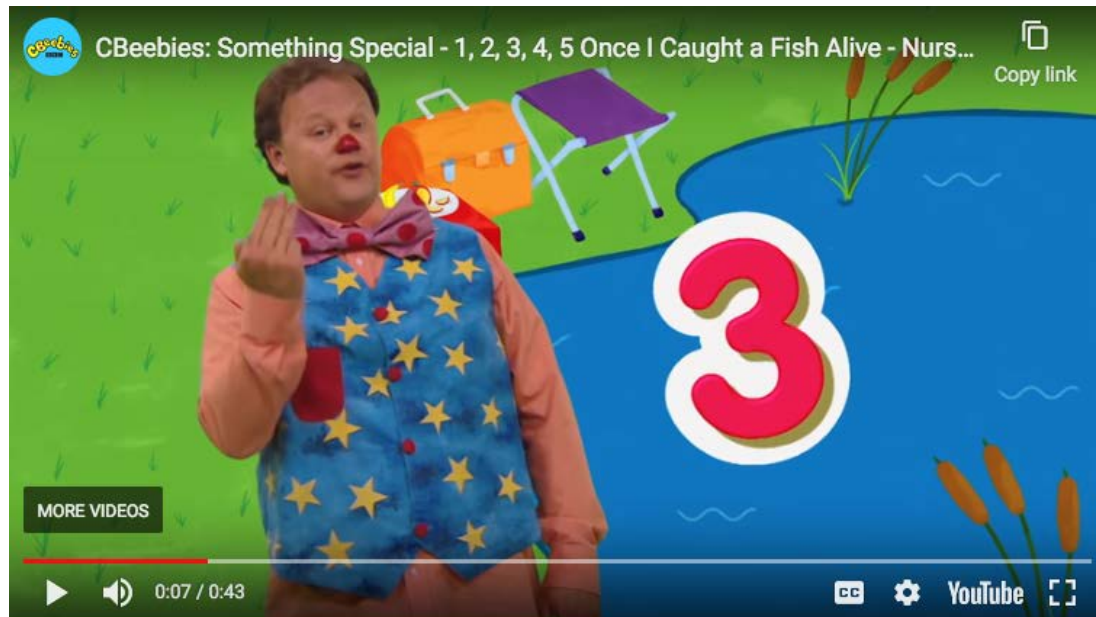 CBeebies
CBeebies: Something Special - 1, 2, 3, 4, 5 Once I Caught a Fish Alive - Nurs...
Copy link
3
MORE VIDEOS
0:07 / 0:43
CC
YouTube